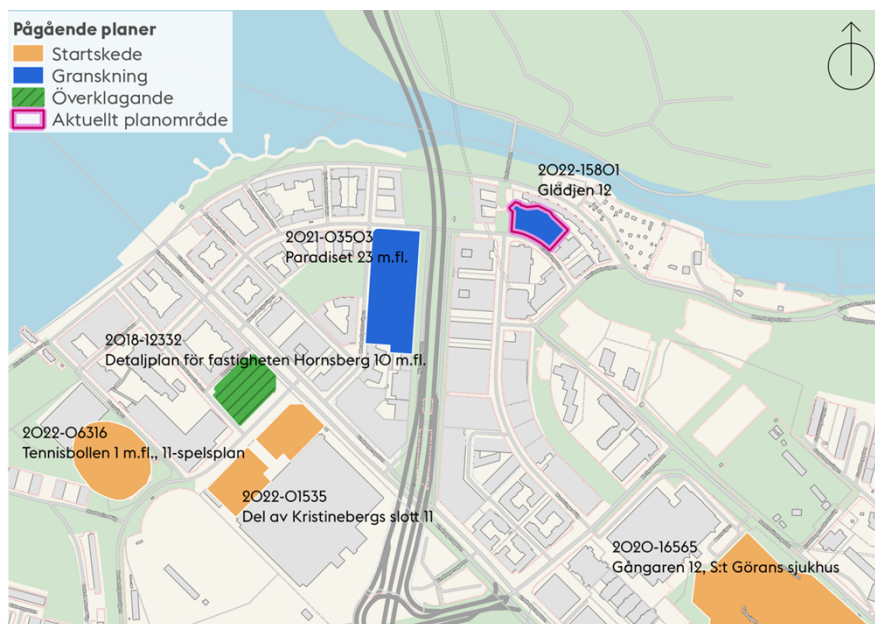 Pågående planer
Startskede
Granskning
Överklagande
Aktuellt planområde
2022-15801
Glädjen 12
2021-03503
Paradiset 23 m.fl.
2018-12332
Detaljplan för fastigheten Hornsberg 10 m.fl.
2022-06316
Tennisbollen 1 m.fl., 11-spelsplan
2022-01535
Del av Kristinebergs slott 11
2020-16565
Gångaren 12, S:t Görans sjukhus